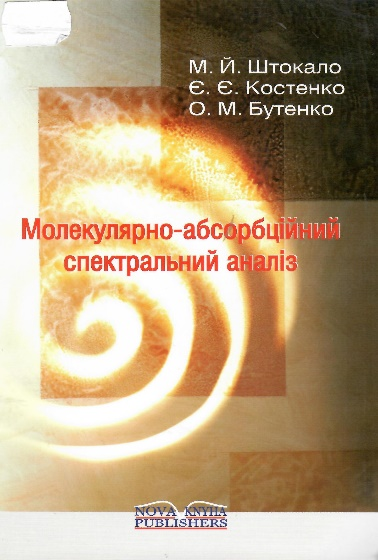 М. Й. Штокало
Є. Є. Костенко
О. М. Бутенко
Молекулярно-абсорбційний
спектральний аналіз
NOVA KNYHA
PUBLISHERS